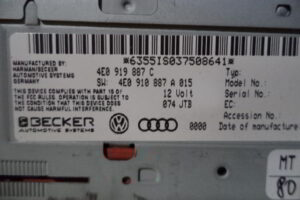 *6355IS037508641*
MANUFACTURED BY:
HARMAN/BECKER
AUTOMOTIVE SYSTEMS
GERMANY
4E0 919 887 C
Typ:
SW: 4E0 910 887 A 015
Model No.:
THIS DEVICE COMPLIES WITH PART 15 OF
12 Volt
Serial No.:
THE FCC RULES. OPERATION IS SUBJECT TO
074 JTB
EC:
THE CONDITION THAT THIS DEVICE DOES NOT
CAUSE HARMFUL INTERFERENCE.
Accession No.
BECKER
AUTOMOTIVE SYSTEMS
0000
Date of manufacture
MT
80